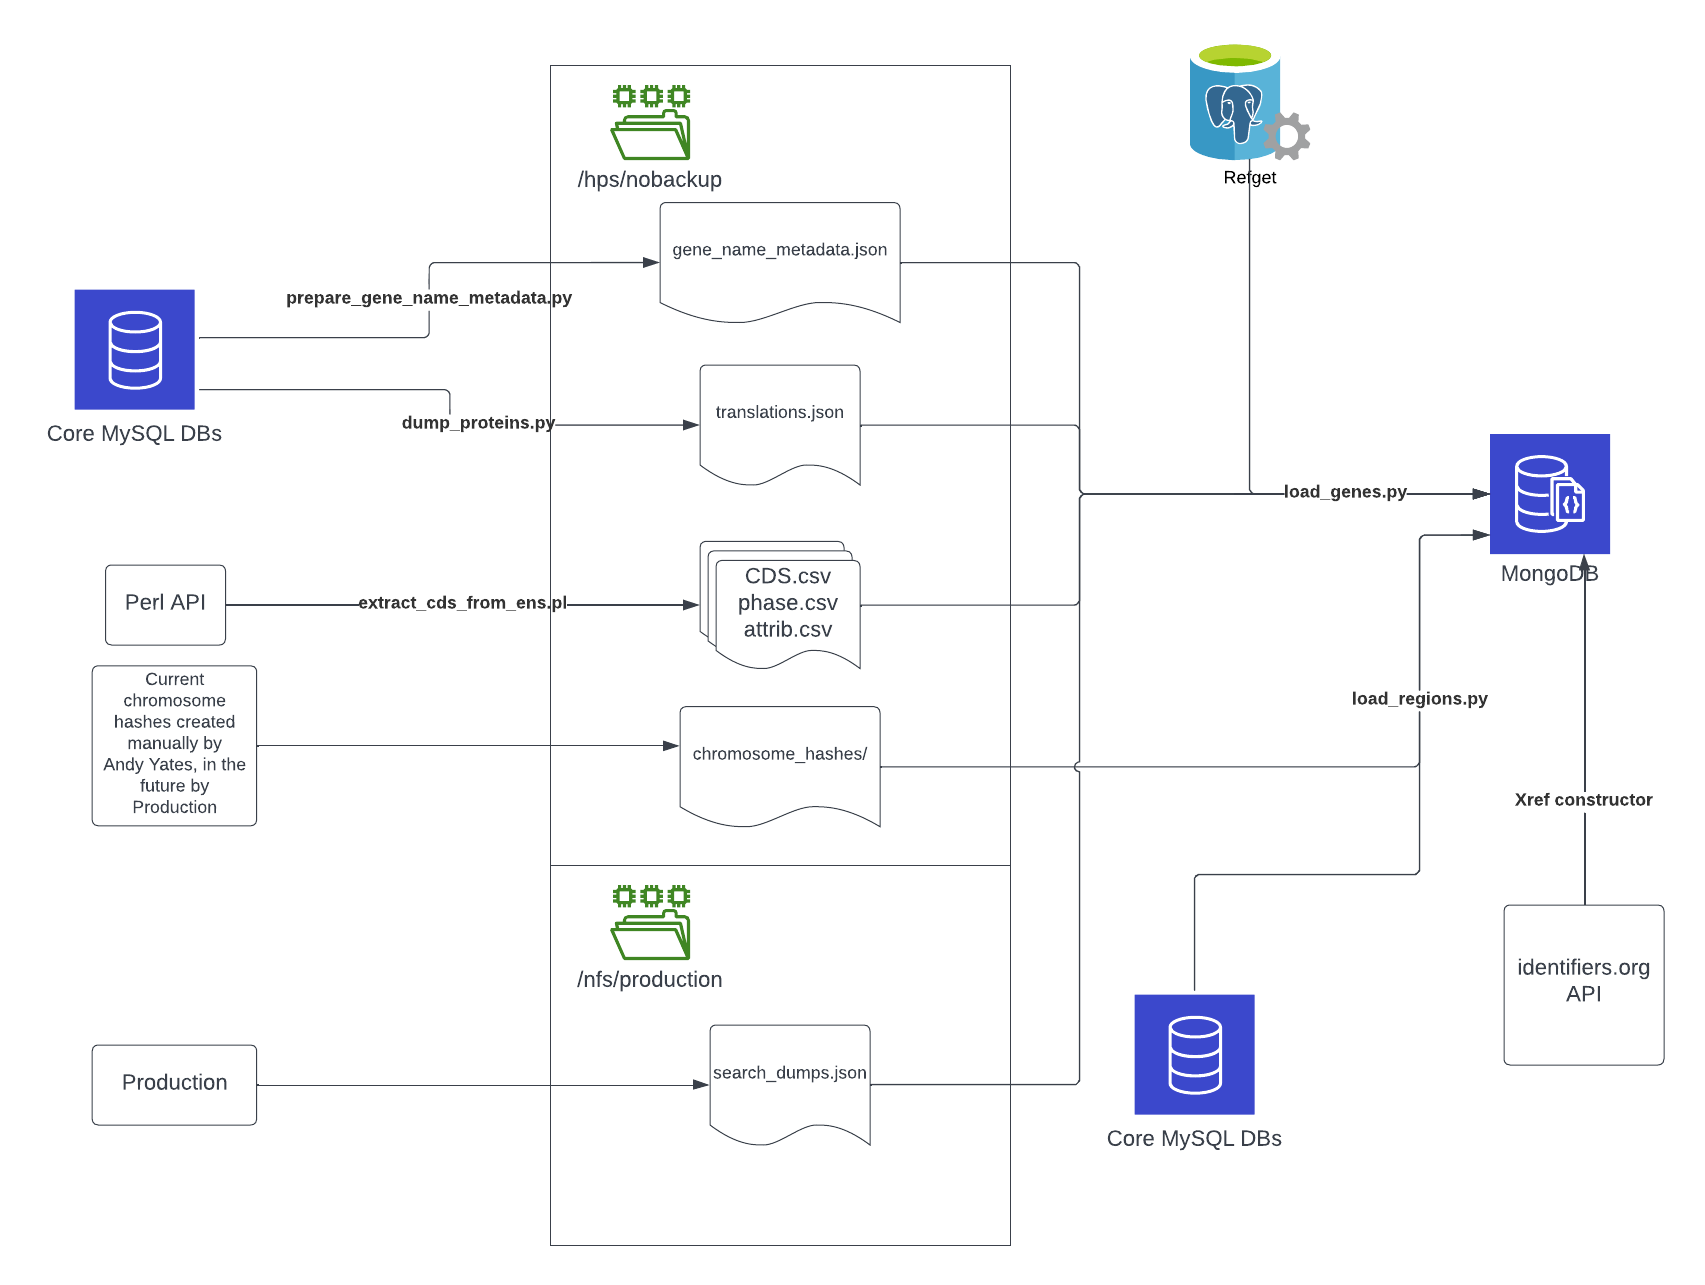 /hps/nobackup
Refget
gene_name_metadata.json
prepare_gene_name_metadata.py
Core MySQL DBs
translations.json
dump_proteins.py
load_genes.py
MongoDB
Perl API
extract_cds_from_ens.pl
CDS.csv
phase.csv
attrib.csv
Current
chromosome
hashes created
manually by
Andy Yates, in the
future by
Production
chromosome_hashes/
load_regions.py
Xref constructor
/nfs/production
identifiers.org
API
Production
search_dumps.json
Core MySQL DBs